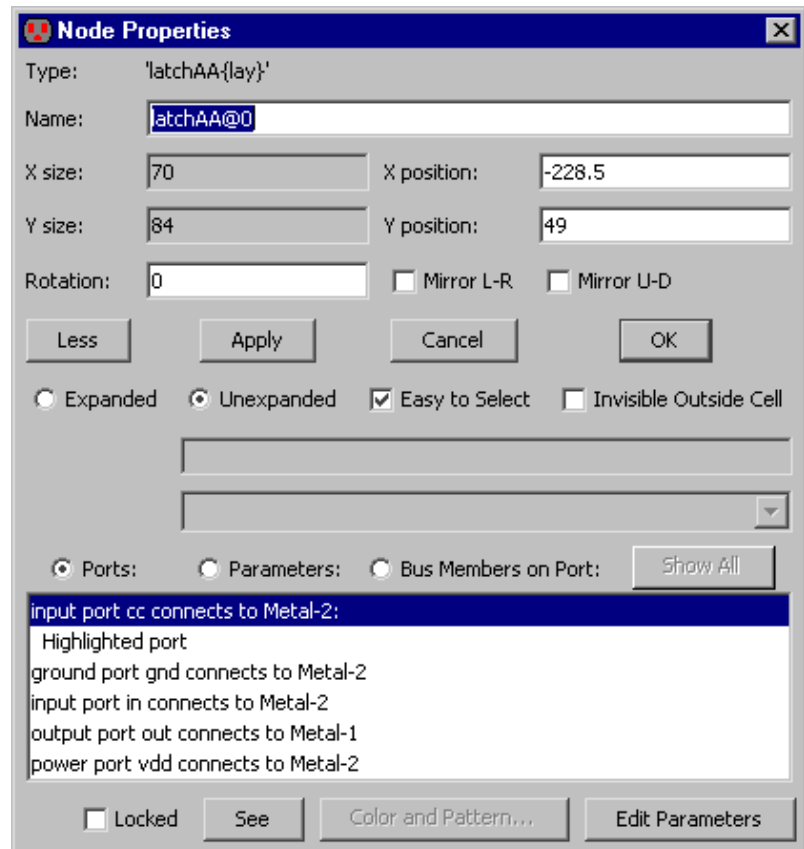 Node Properties
Type: 'latchAA{lay}'
Name: latchAA@0
X size: 70 X position: -228.5
Y size: 84 Y position: 49
Rotation: 0 Mirror L-R Mirror U-D
Less Apply Cancel OK
Expanded Unexpanded Easy to Select Invisible Outside Cell
Ports: Parameters: Bus Members on Port: Show All
input port cc connects to Metal-2:
Highlighted port
ground port gnd connects to Metal-2
input port in connects to Metal-2
output port out connects to Metal-1
power port vdd connects to Metal-2
Locked See Color and Pattern... Edit Parameters